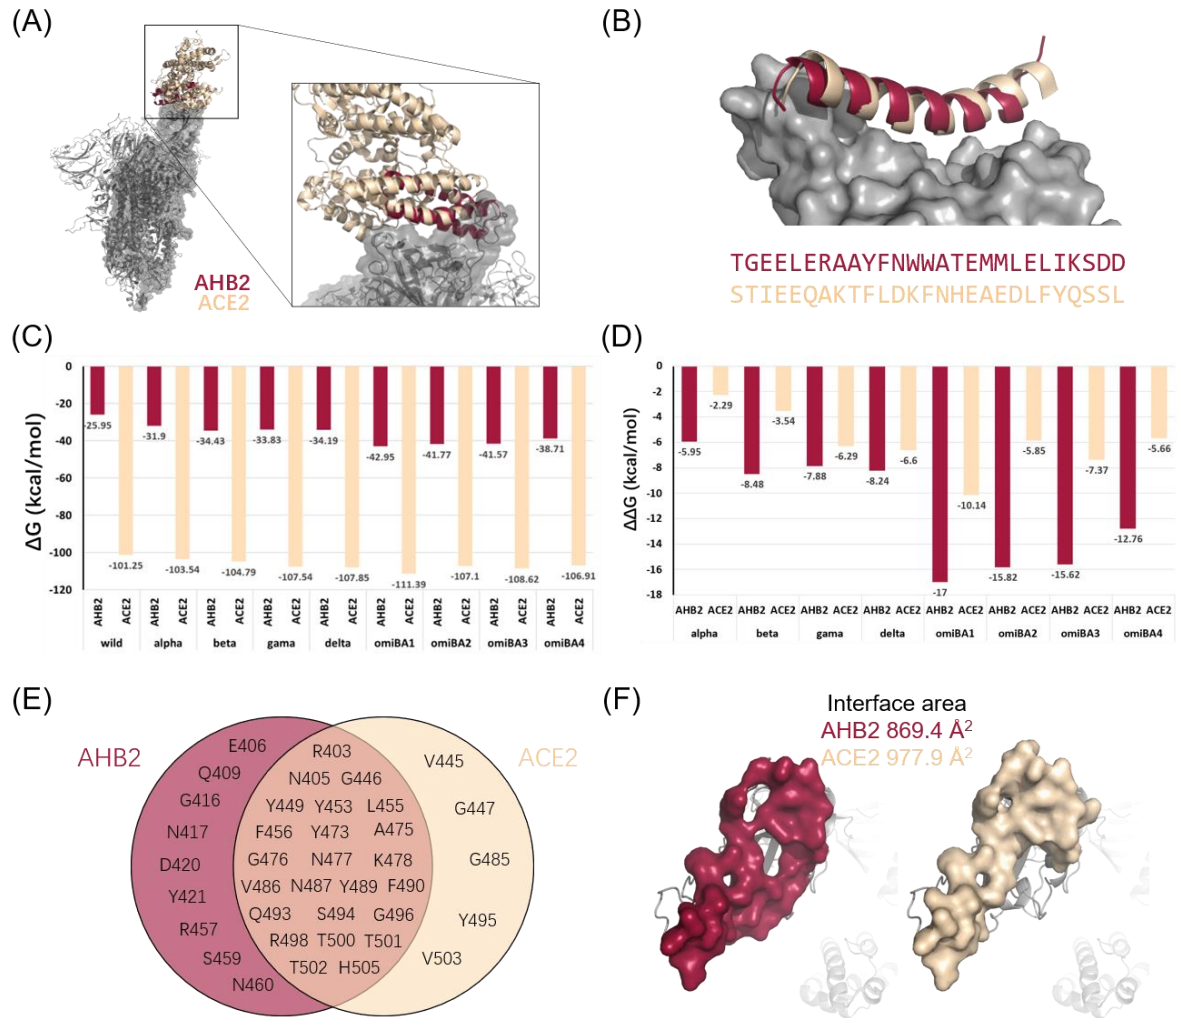 (A)
AHB2
ACE2
(B)
TGEELERAAYFNWWATEMMLELIKSDD
STIEEQAKTFLDKFNHEAEDLFYQSSL
(C)
ΔG (kcal/mol)
0
-20
-40
-60
-80
-100
-120
-25.95
-101.25
-31.9
-103.54
-34.43
-104.79
-33.83
-107.54
-34.19
-107.85
-42.95
-111.39
-41.77
-107.1
-41.57
-108.62
-38.71
-106.91
AHB2 ACE2 AHB2 ACE2 AHB2 ACE2 AHB2 ACE2 AHB2 ACE2 AHB2 ACE2 AHB2 ACE2 AHB2 ACE2 AHB2 ACE2
wild alpha beta gama delta omiBA1 omiBA2 omiBA3 omiBA4
(D)
ΔΔG (kcal/mol)
0
-2
-4
-6
-8
-10
-12
-14
-16
-18
-5.95
-2.29
-8.48
-3.54
-7.88
-6.29
-8.24
-6.6
-17
-10.14
-15.82
-5.85
-15.62
-7.37
-12.76
-5.66
AHB2 ACE2 AHB2 ACE2 AHB2 ACE2 AHB2 ACE2 AHB2 ACE2 AHB2 ACE2 AHB2 ACE2 AHB2 ACE2
alpha beta gama delta omiBA1 omiBA2 omiBA3 omiBA4
(E)
AHB2
E406
Q409
G416
N417
D420
Y421
R457
S459
N460
R403
N405 G446
Y449 Y453 L455
F456 Y473 A475
G476 N477 K478
V486 N487 Y489 F490
Q493 S494 G496
R498 T500 T501
T502 H505
ACE2
V445
G447
G485
Y495
V503
(F)
Interface area
AHB2 869.4 Å²
ACE2 977.9 Å²